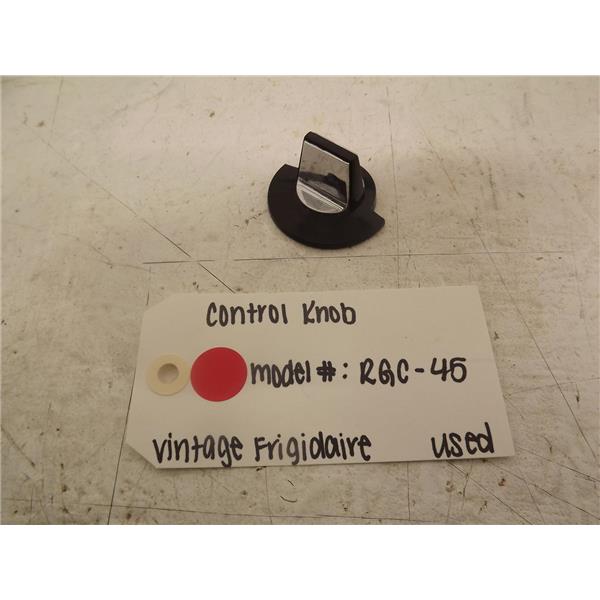 Control Knob
Model #: RGC-45
Vintage Frigidaire used